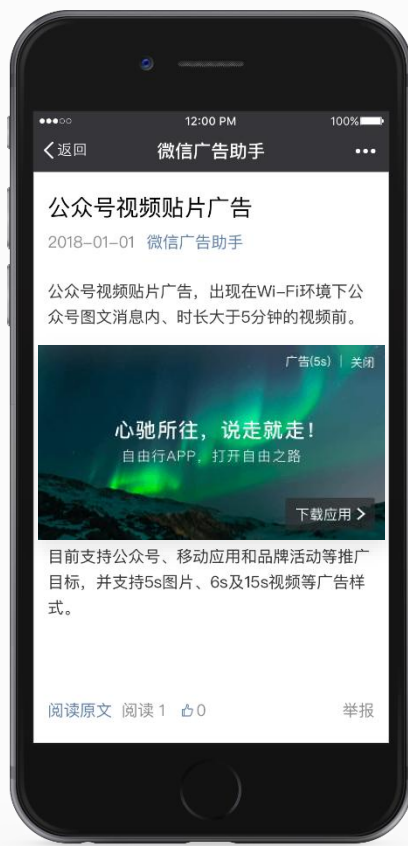 12:00 PM 100%
返回 微信广告助手
公众号视频贴片广告
2018-01-01 微信广告助手
公众号视频贴片广告，出现在Wi-Fi环境下公
众号图文消息内、时长大于5分钟的视频前。
广告(5s) | 关闭
心驰所往，说走就走！
自由行APP，打开自由之路
下载应用
目前支持公众号、移动应用和品牌活动等推广
目标，并支持5s图片、6s及15s视频等广告样
式。
阅读原文 阅读 1 0 举报